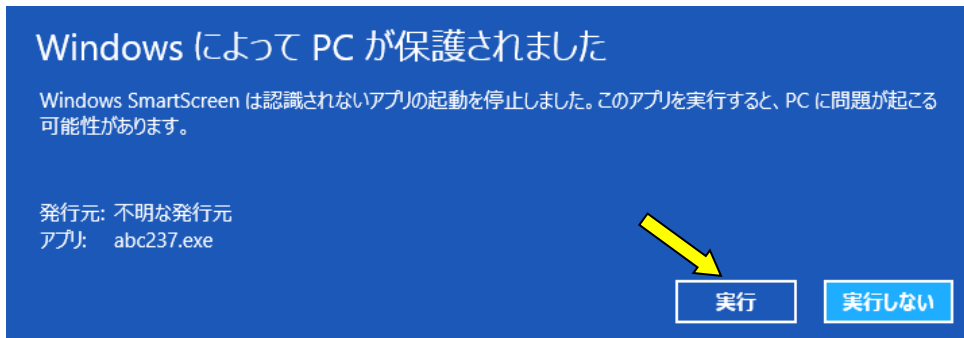 Windows によって PC が保護されました
Windows SmartScreen は認識されないアプリの起動を停止しました。このアプリを実行すると、PC に問題が起こる
可能性があります。
発行元: 不明な発行元
アプリ: abc237.exe
実行 実行しない